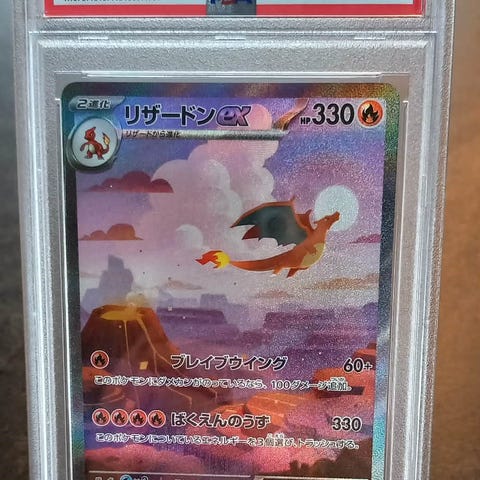 2進化
リザードンex
HP 330
リザードから進化
ブレイブウイング 60+
このポケモンにダメカンがのっているなら、100ダメージ追加。
ばくえんのうず 330
このポケモンについているエネルギーを3個選び、トラッシュする。